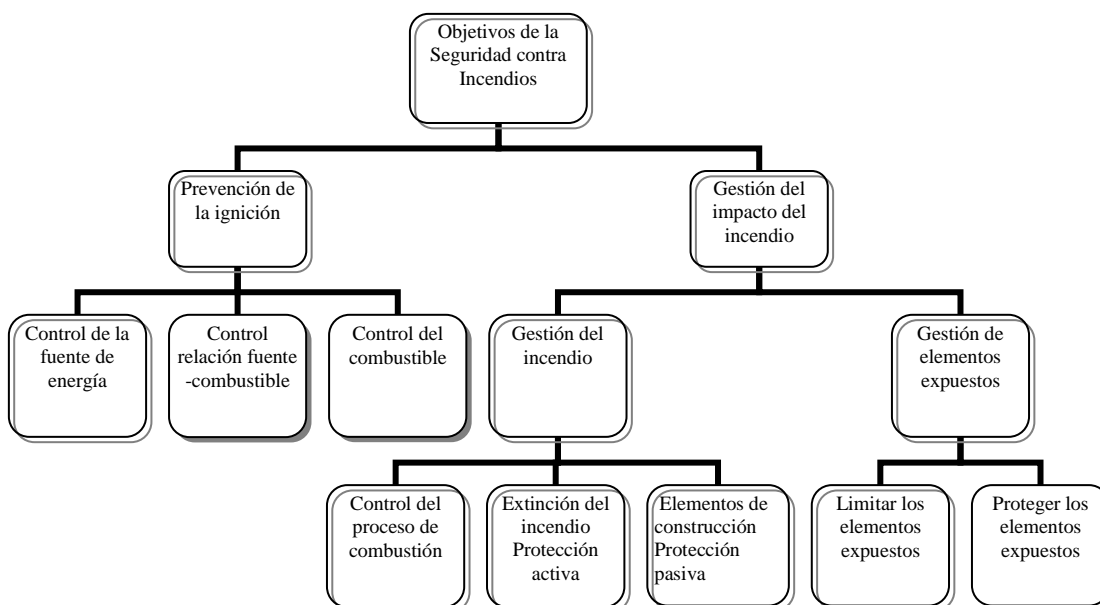 Objetivos de la
Seguridad contra
Incendios
Prevención de
la ignición
Gestión del
impacto del
incendio
Control de la
fuente de
energía
Control
relación fuente
-combustible
Control del
combustible
Gestión del
incendio
Gestión de
elementos
expuestos
Control del
proceso de
combustión
Extinción del
incendio
Protección
activa
Elementos de
construcción
Protección
pasiva
Limitar los
elementos
expuestos
Proteger los
elementos
expuestos